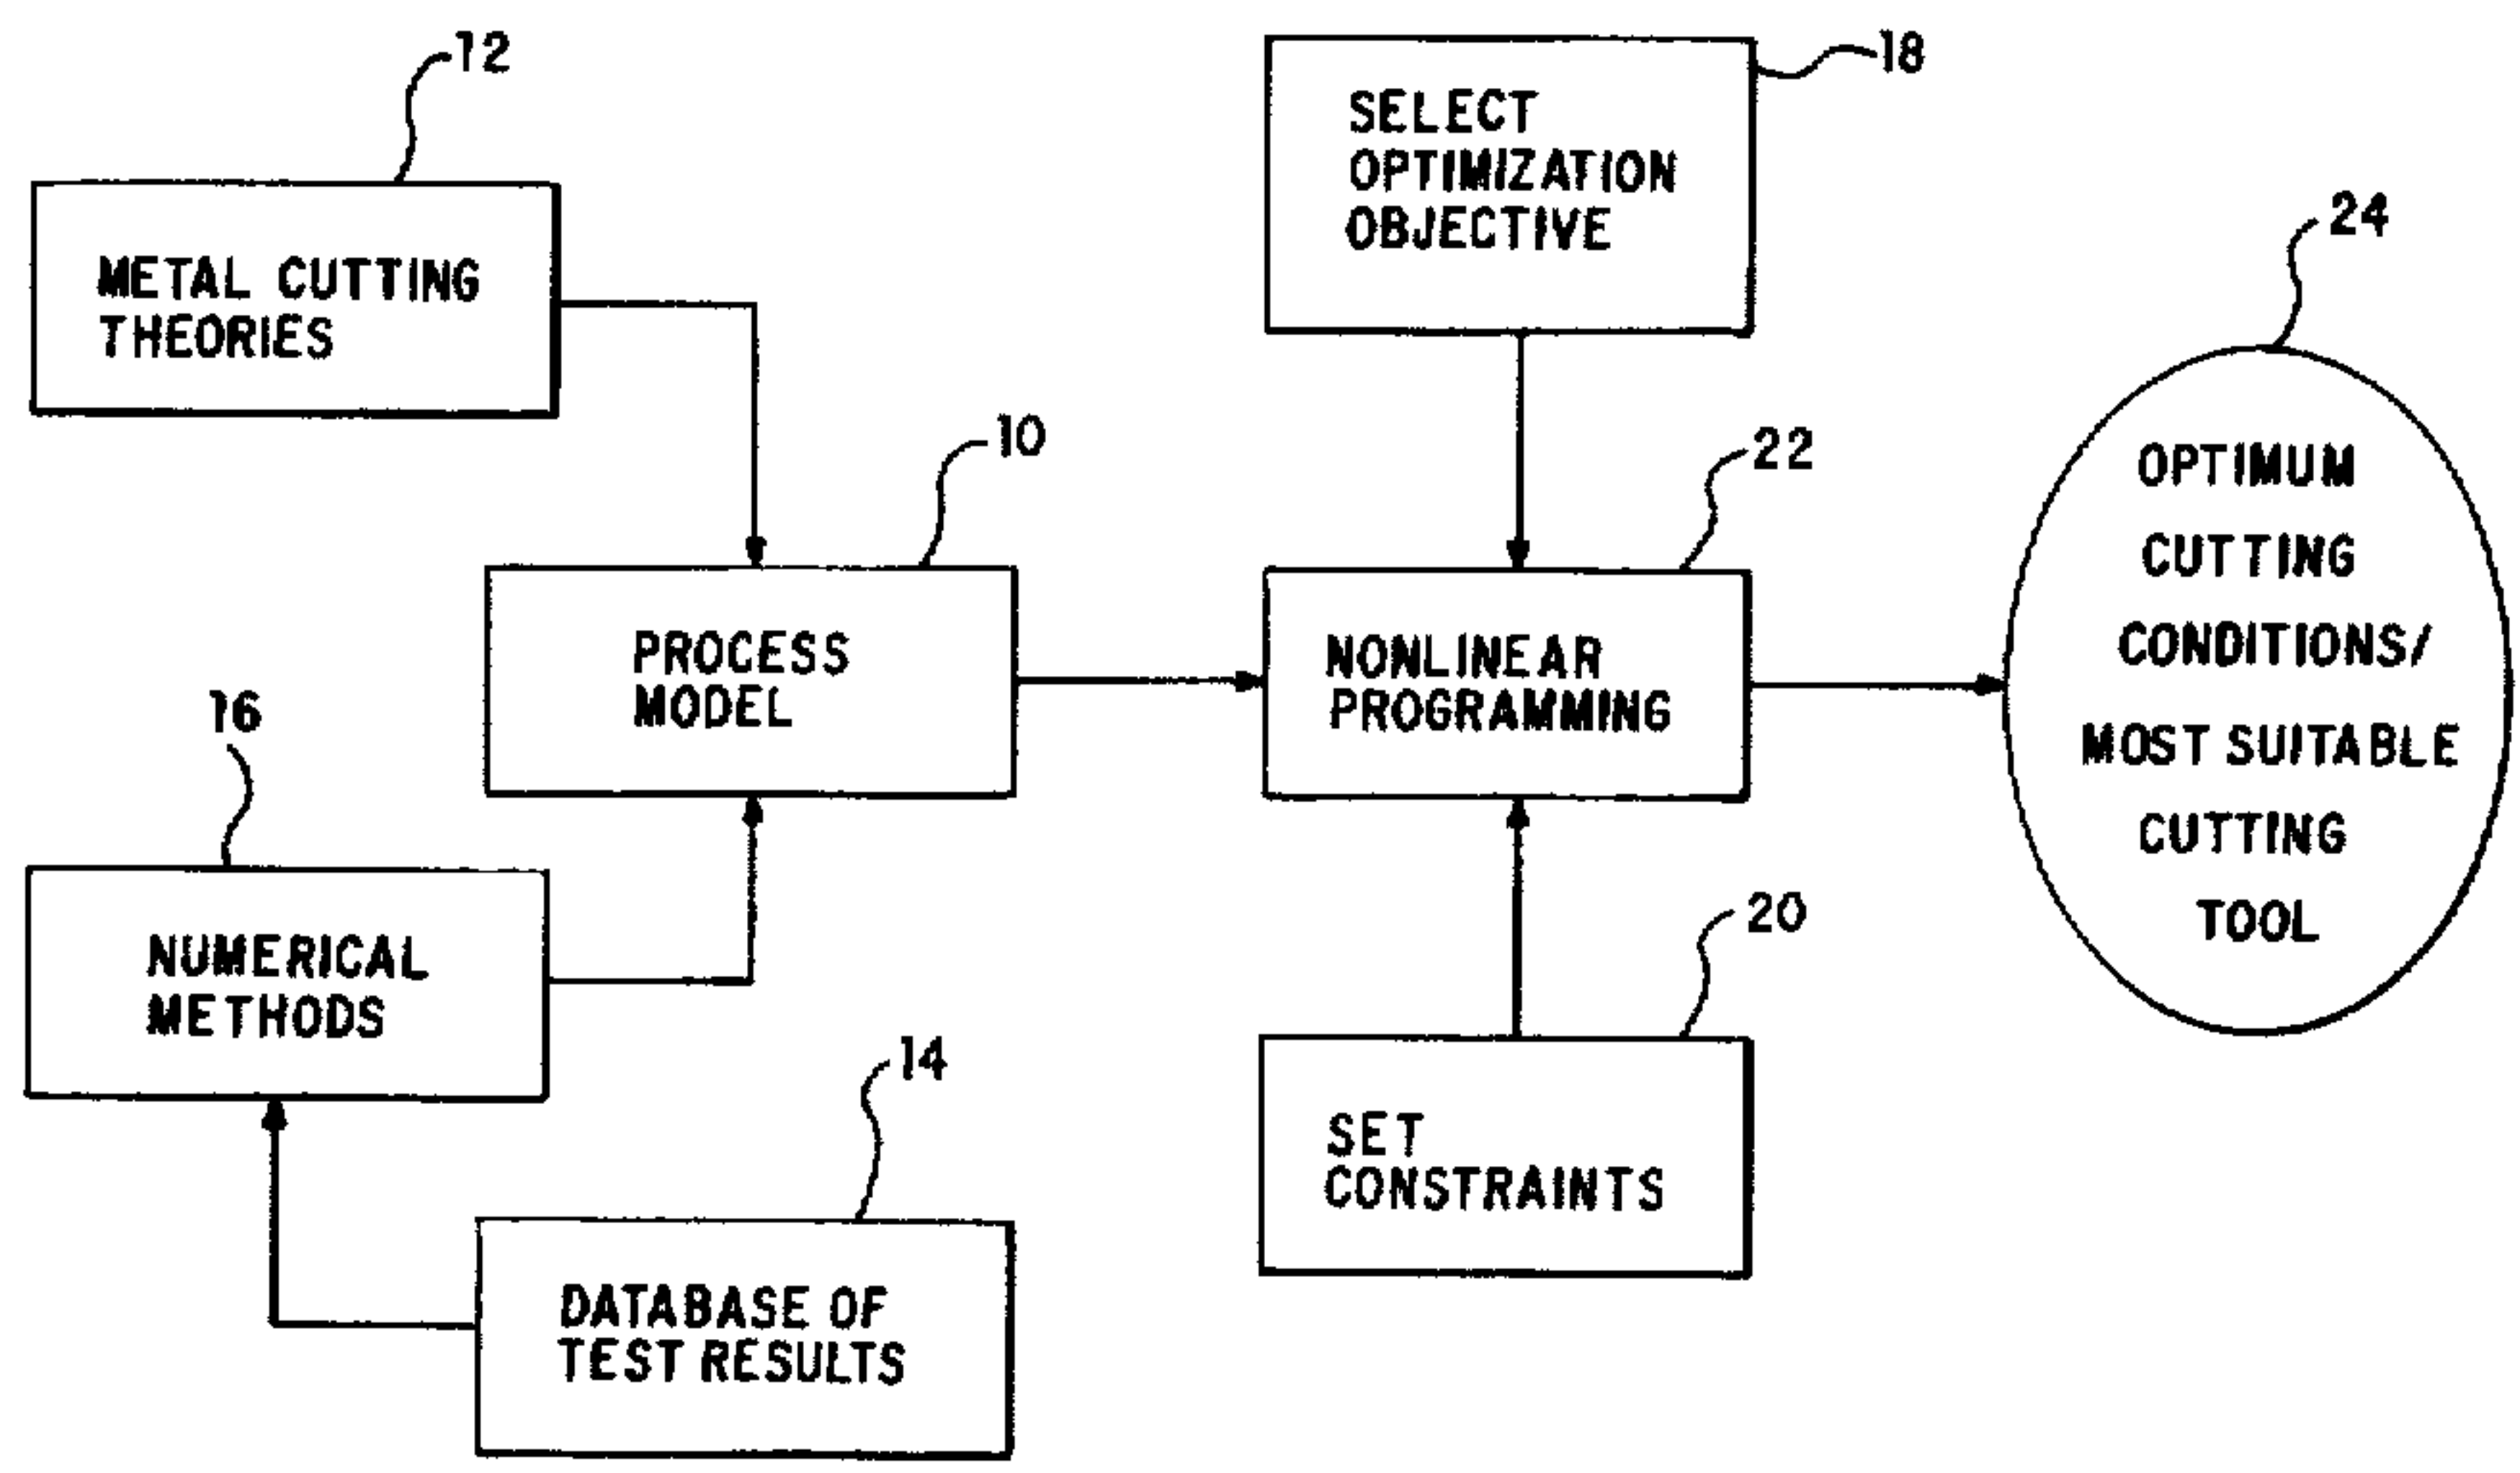 12
METAL CUTTING
THEORIES
18
SELECT
OPTIMIZATION
OBJECTIVE
10
PROCESS
MODEL
22
NONLINEAR
PROGRAMMING
24
OPTIMUM
CUTTING
CONDITIONS/
MOST SUITABLE
CUTTING
TOOL
16
NUMERICAL
METHODS
14
DATABASE OF
TEST RESULTS
20
SET
CONSTRAINTS